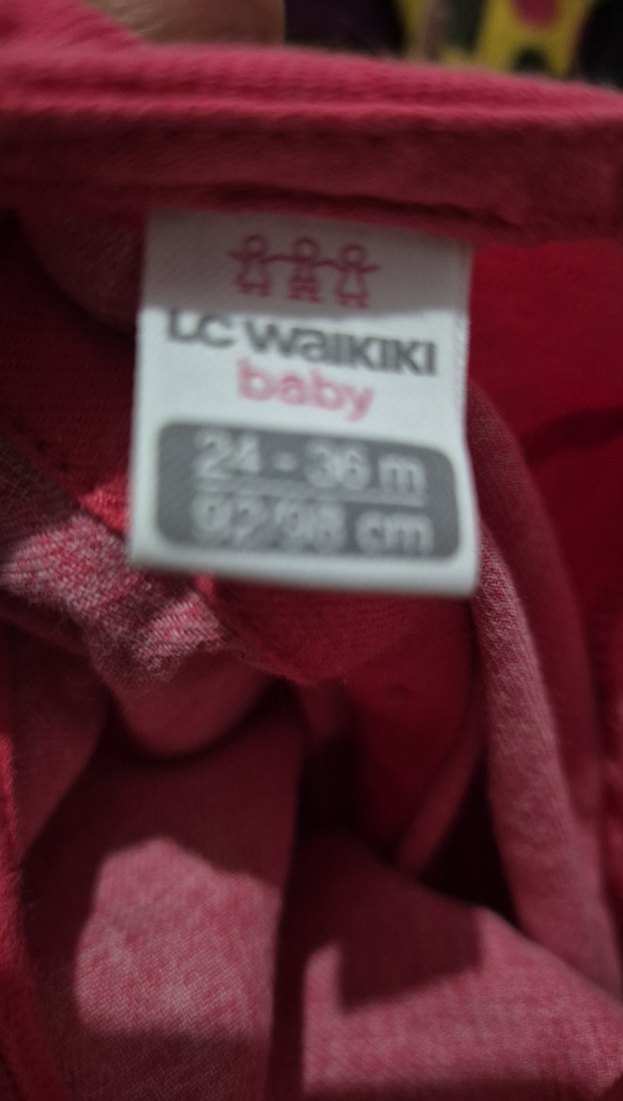 LC WAIKIKI
baby
24 - 36 m
92/98 cm